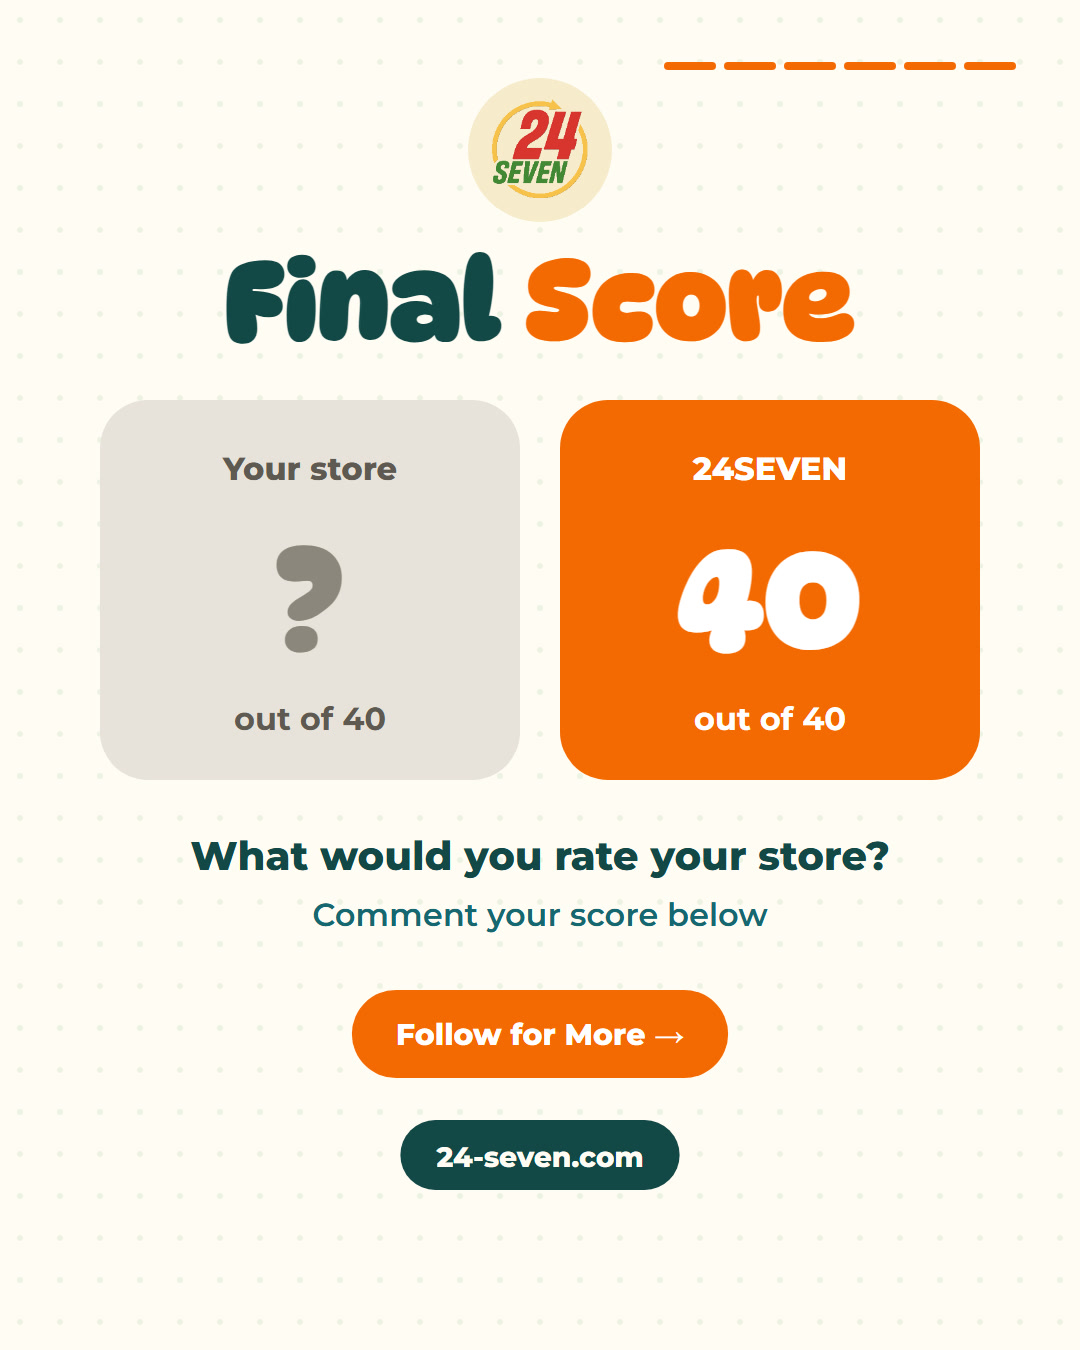 24
SEVEN
Final Score
Your store
?
out of 40
24SEVEN
40
out of 40
What would you rate your store?
Comment your score below
Follow for More →
24-seven.com